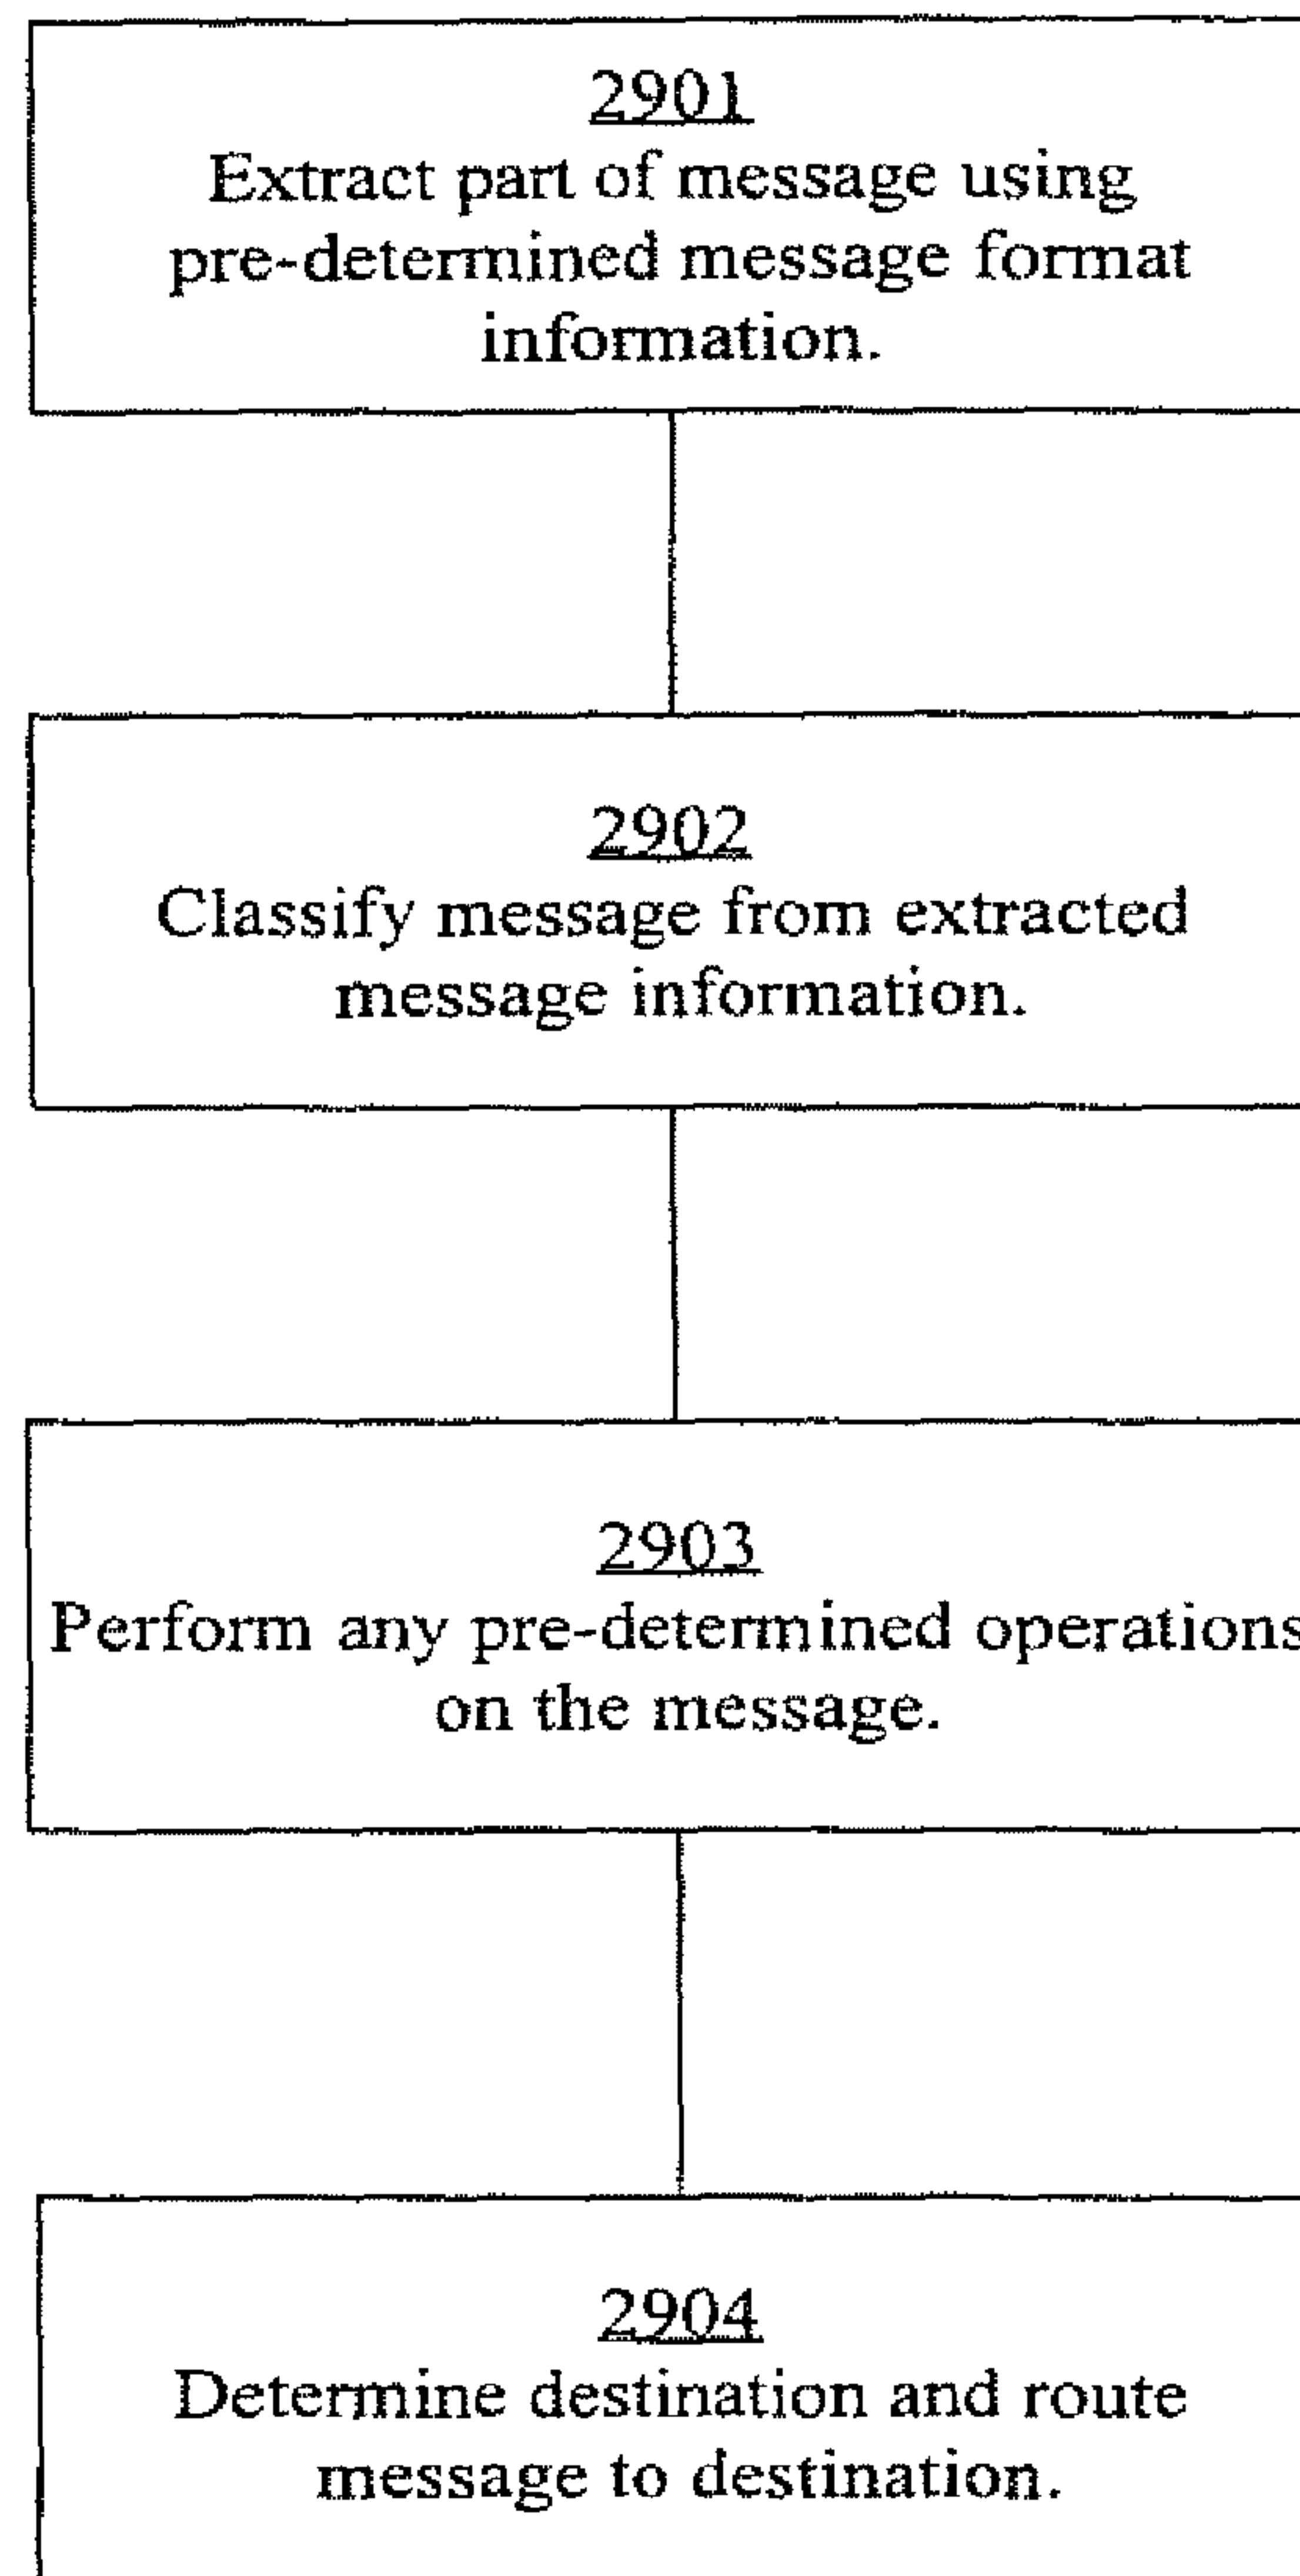 2901
Extract part of message using
pre-determined message format
information.
2902
Classify message from extracted
message information.
2903
Perform any pre-determined operations
on the message.
2904
Determine destination and route
message to destination.